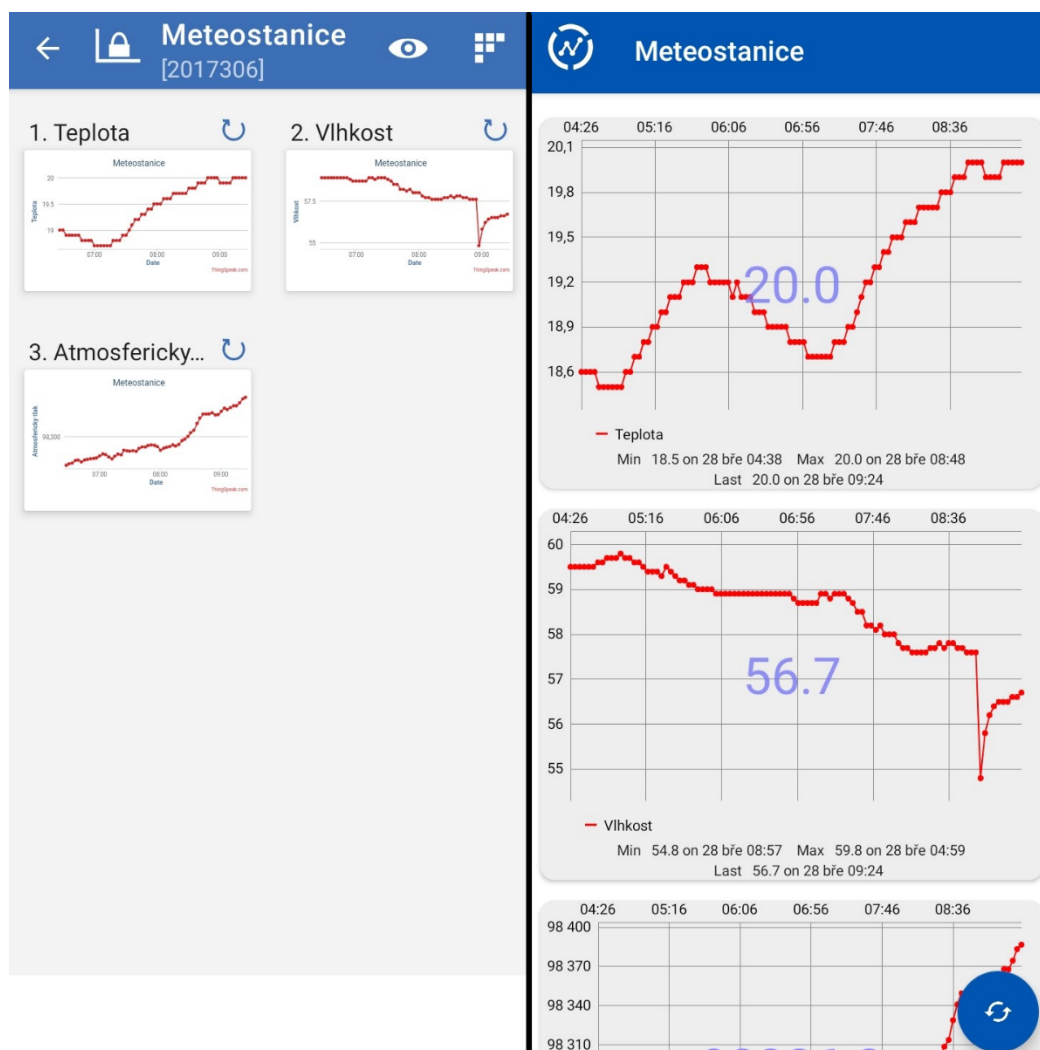 Meteostanice
[2017306]
1. Teplota
Meteostanice
20
19.5
19
Teplota
07:00 08:00 09:00
Date
ThingSpeak.com
2. Vlhkost
Meteostanice
57.5
55
Vlhkost
07:00 08:00 09:00
Date
ThingSpeak.com
3. Atmosfericky...
Meteostanice
98,300
Atmosfericky tlak
07:00 08:00 09:00
Date
ThingSpeak.com
Meteostanice
04:26 05:16 06:06 06:56 07:46 08:36
20,1
19,8
19,5
19,2
18,9
18,6
20.0
Teplota
Min 18.5 on 28 bře 04:38 Max 20.0 on 28 bře 08:48
Last 20.0 on 28 bře 09:24
04:26 05:16 06:06 06:56 07:46 08:36
60
59
58
57
56
55
56.7
Vlhkost
Min 54.8 on 28 bře 08:57 Max 59.8 on 28 bře 04:59
Last 56.7 on 28 bře 09:24
04:26 05:16 06:06 06:56 07:46 08:36
98 400
98 370
98 340
98 310